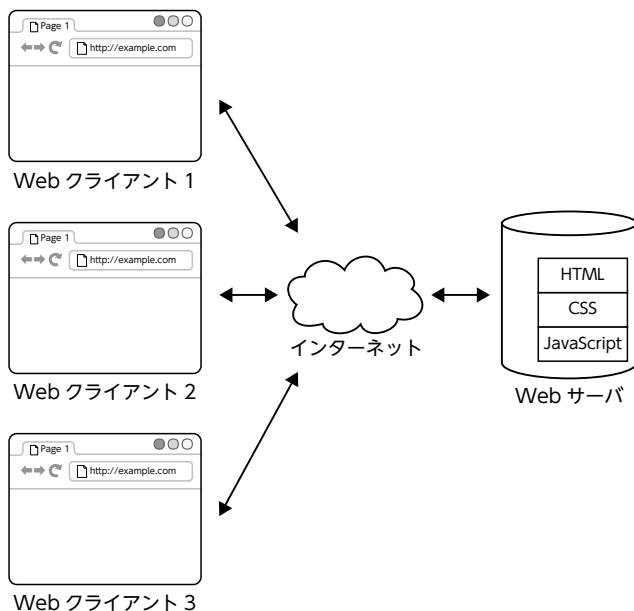 Page 1
http://example.com
Web クライアント 1
Page 1
http://example.com
Web クライアント 2
インターネット
HTML
CSS
JavaScript
Web サーバ
Page 1
http://example.com
Web クライアント 3